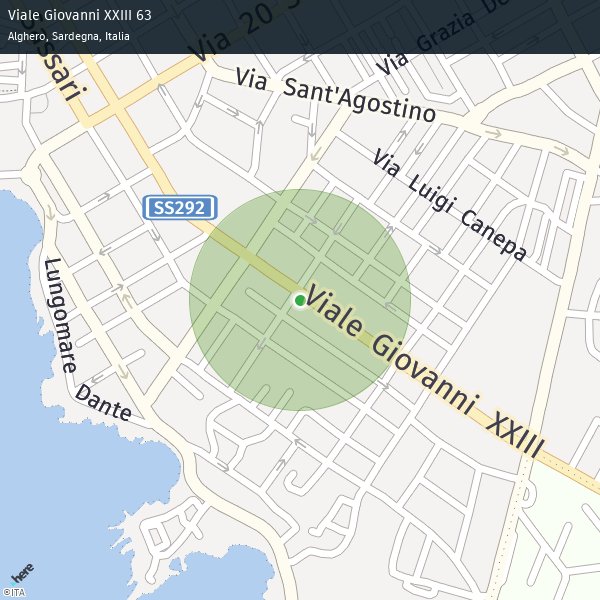 Viale Giovanni XXIII 63
Alghero, Sardegna, Italia
ssari
Via 20 S
Via Grazia De
Via Sant'Agostino
Via Luigi Canepa
SS292
Lungomare Dante
Viale Giovanni XXIII
here
©ITA